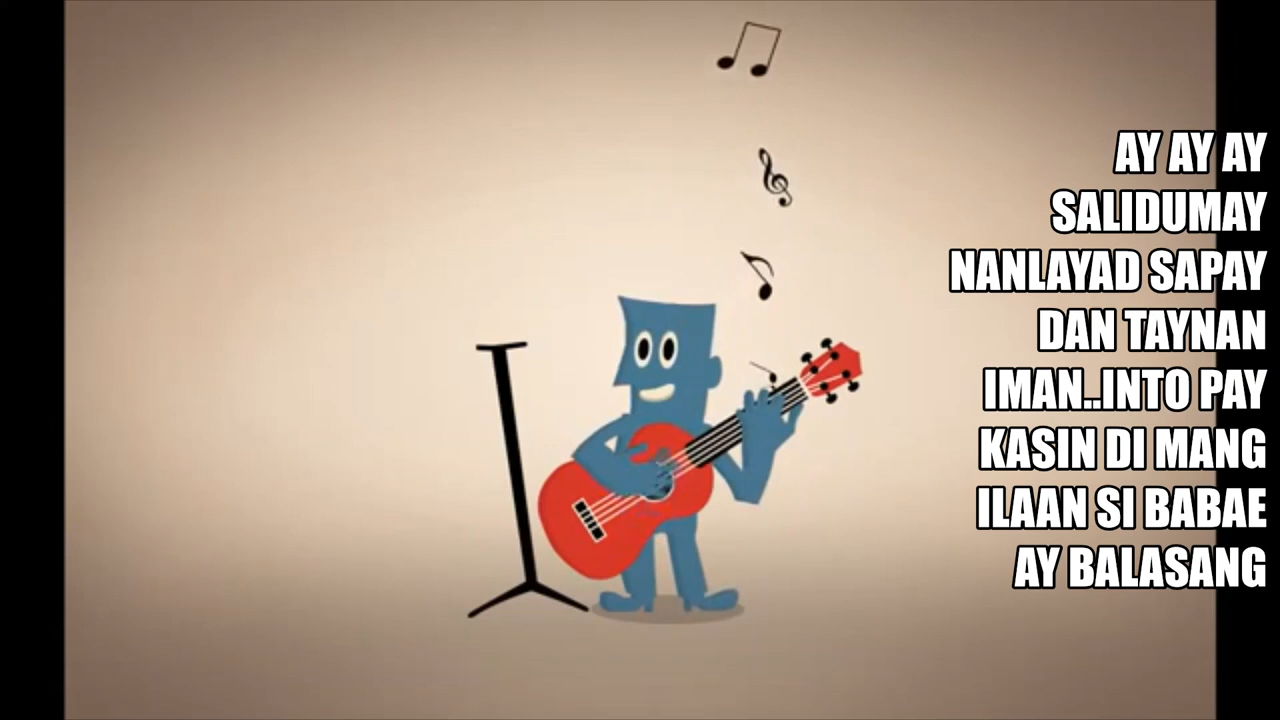 AY AY AY
SALIDUMAY
NANLAYAD SAPAY
DAN TAYNAN
IMAN..INTO PAY
KASIN DI MANG
ILAAN SI BABAE
AY BALASANG